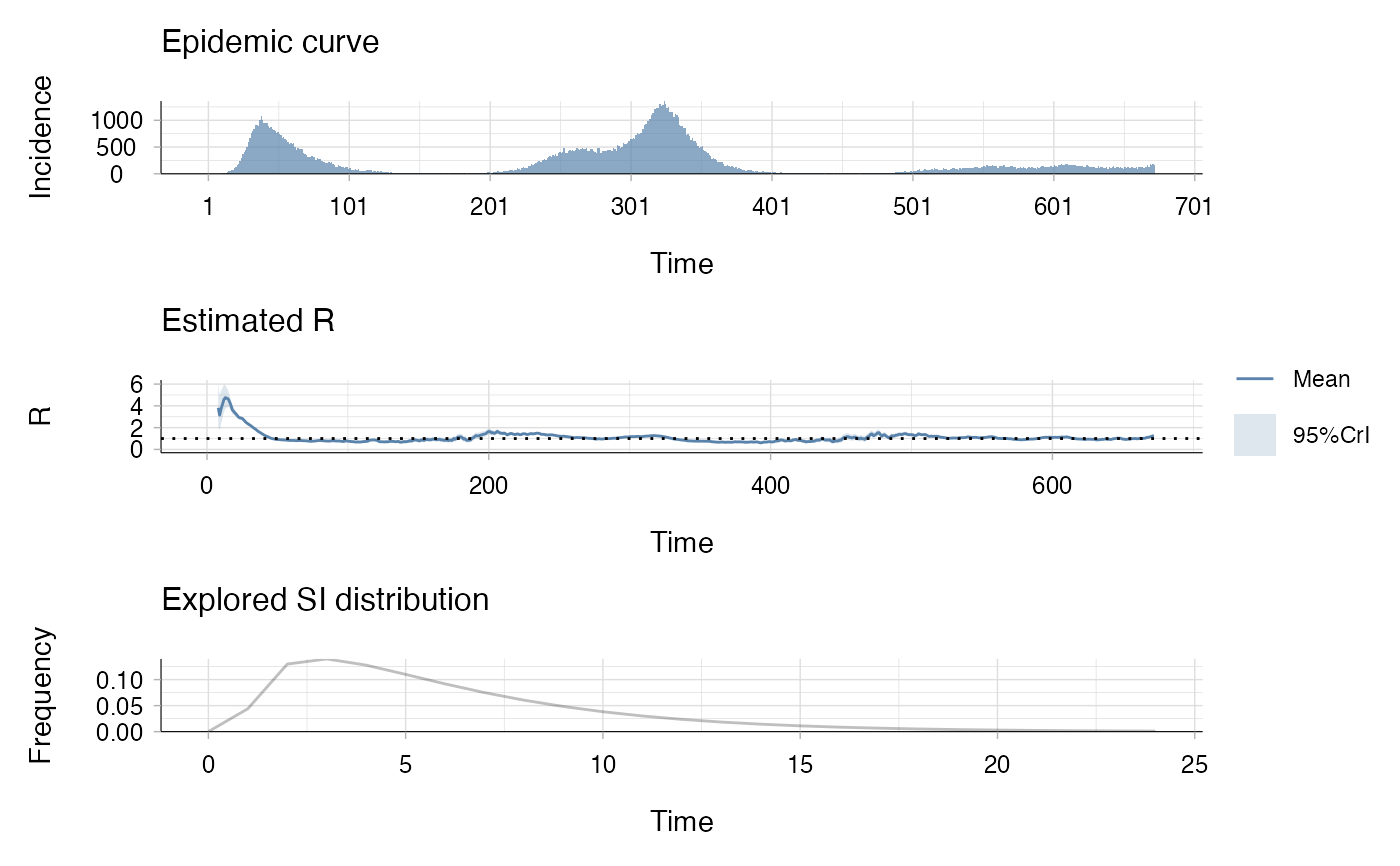 Epidemic curve
Incidence
1000
500
0
1 101 201 301 401 501 601 701
Time
Estimated R
R
6
4
2
0
0 200 400 600
Time
Mean
95%CrI
Explored SI distribution
Frequency
0.10
0.05
0.00
0 5 10 15 20 25
Time